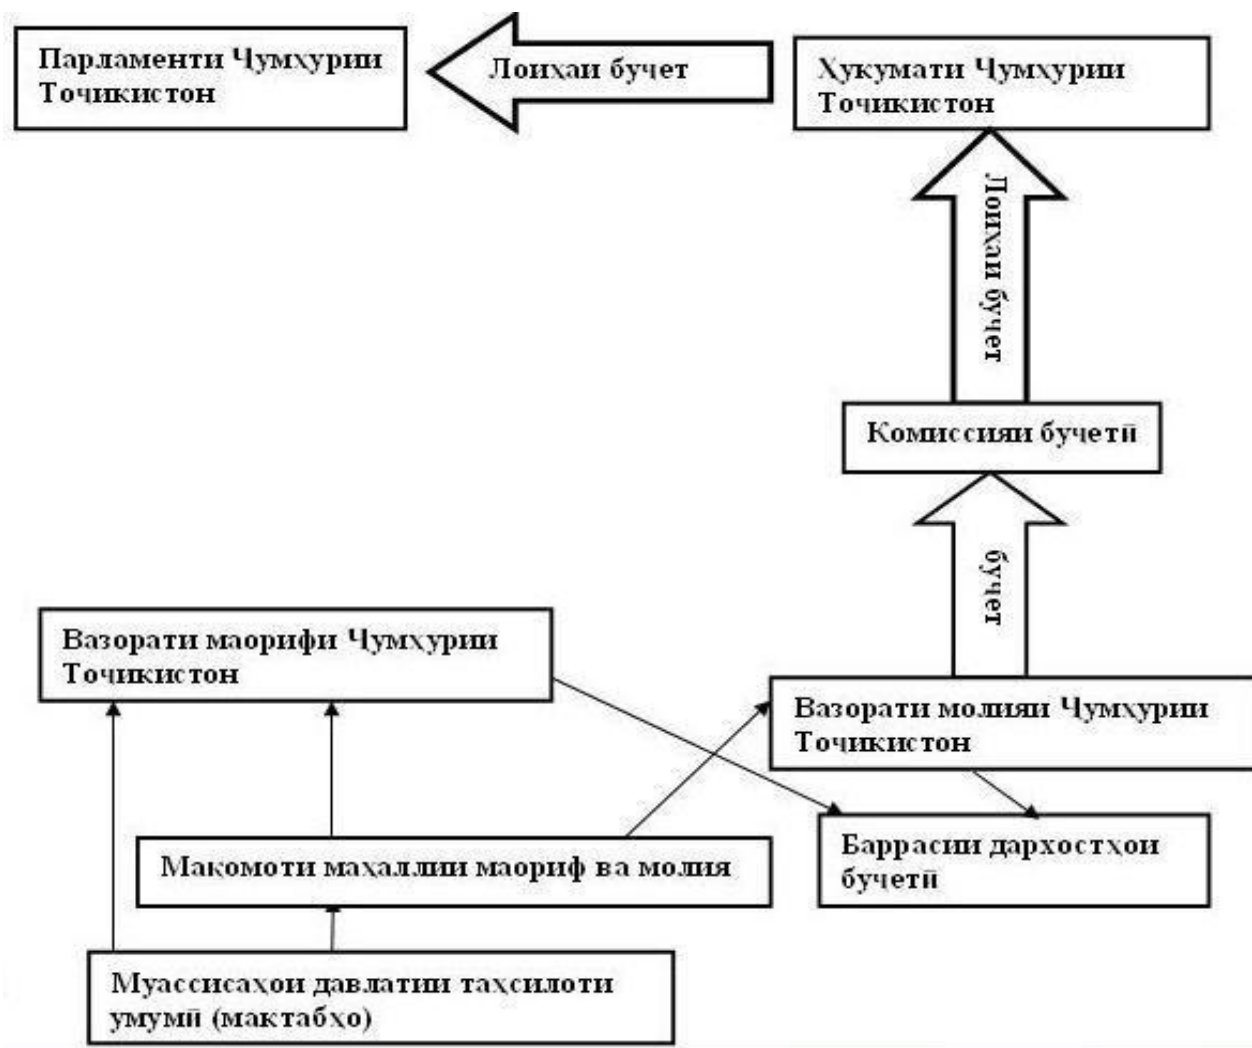 Парламенти Ҷумҳурии
Тоҷикистон
Лоиҳаи буҷет
Ҳукумати Ҷумҳурии
Тоҷикистон
Лоиҳаи буҷет
Комиссияи буҷетӣ
буҷет
Вазорати маорифи Ҷумҳурии
Тоҷикистон
Вазорати молияи Ҷумҳурии
Тоҷикистон
Мақомоти маҳаллии маориф ва молия
Баррасии дархостҳои
буҷетӣ
Муассисаҳои давлатии таҳсилоти
умумӣ (мактабҳо)